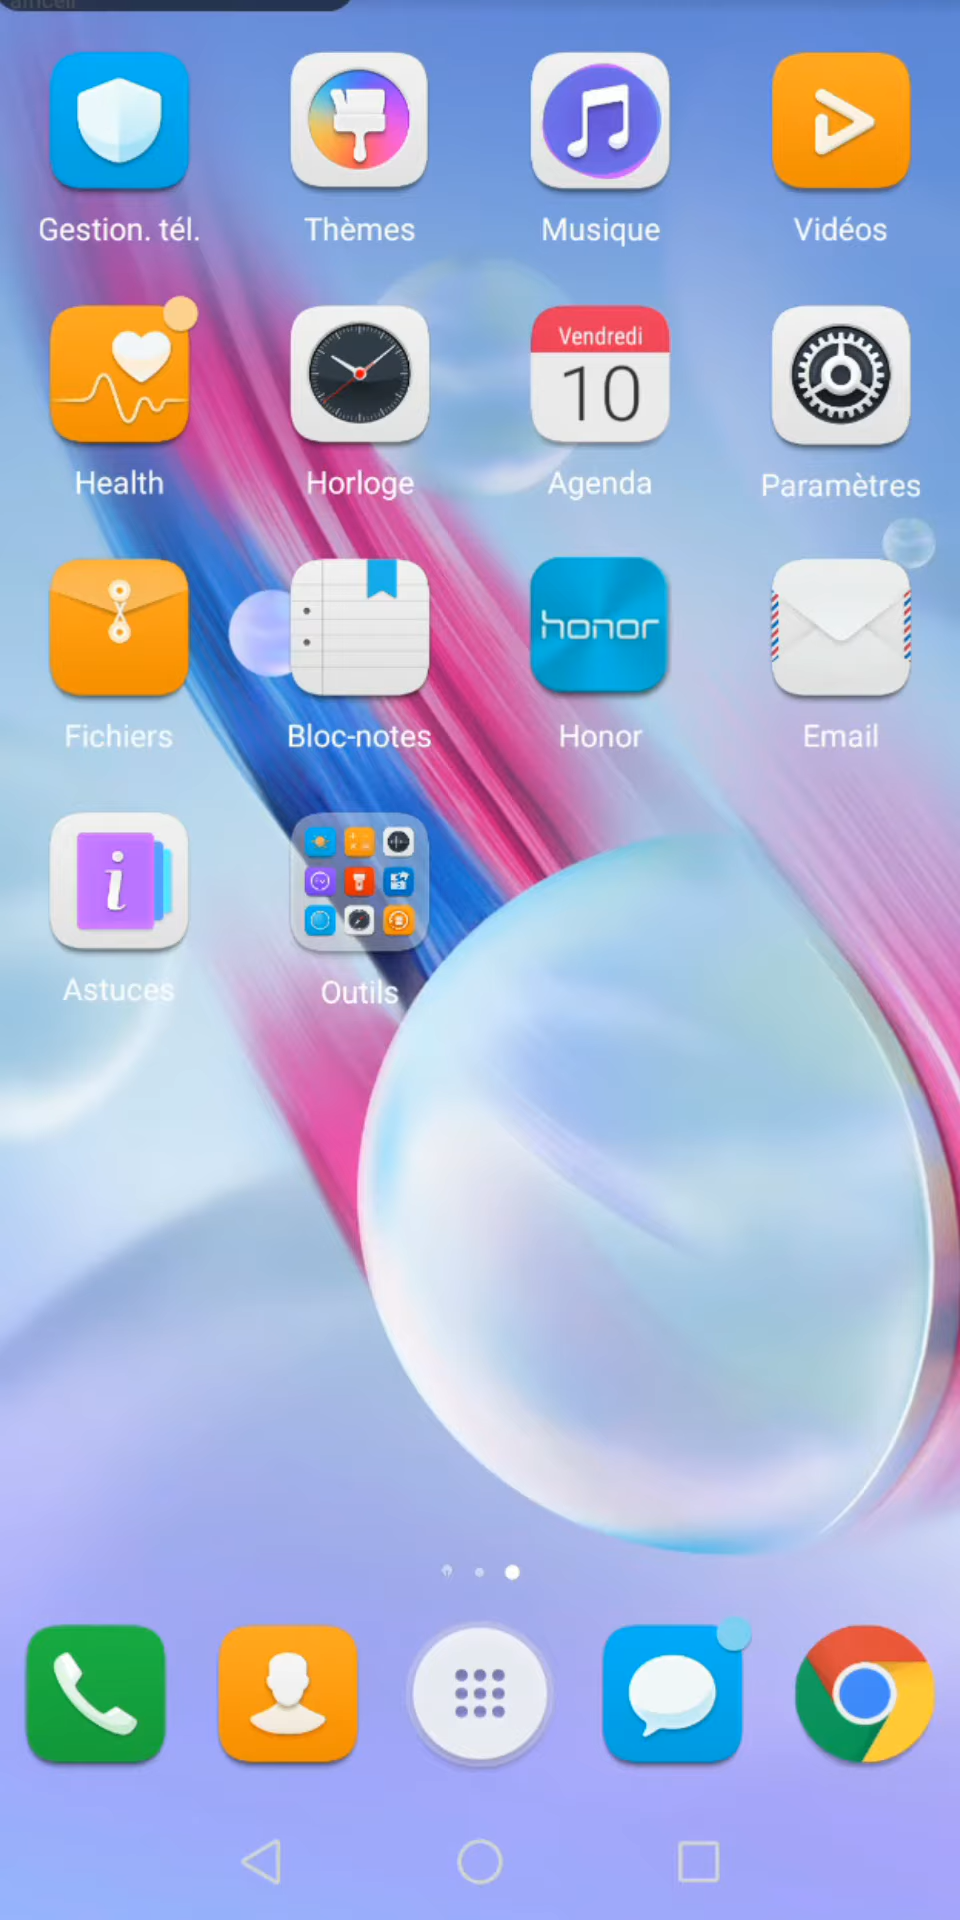 Gestion. tél.
Thèmes
Musique
Vidéos
Vendredi
10
Health
Horloge
Agenda
Paramètres
honor
Fichiers
Bloc-notes
Honor
Email
i
Astuces
Outils